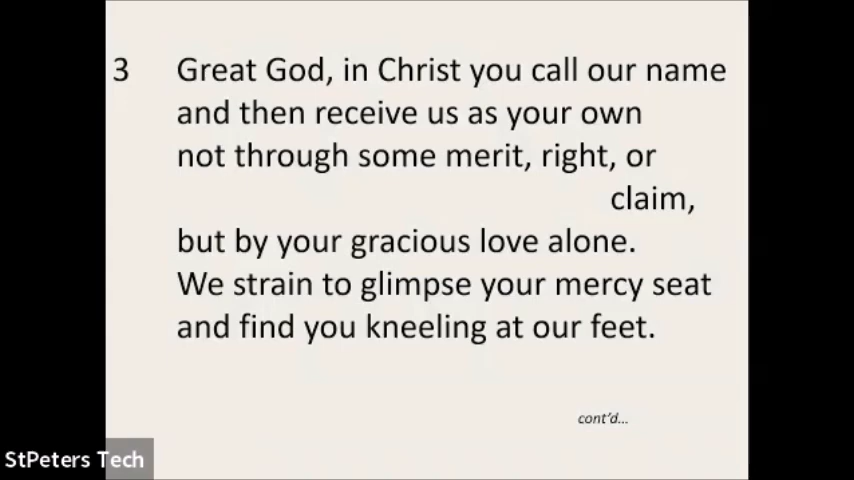 3 Great God, in Christ you call our name
and then receive us as your own
not through some merit, right, or
claim,
but by your gracious love alone.
We strain to glimpse your mercy seat
and find you kneeling at our feet.
cont'd...
StPeters Tech